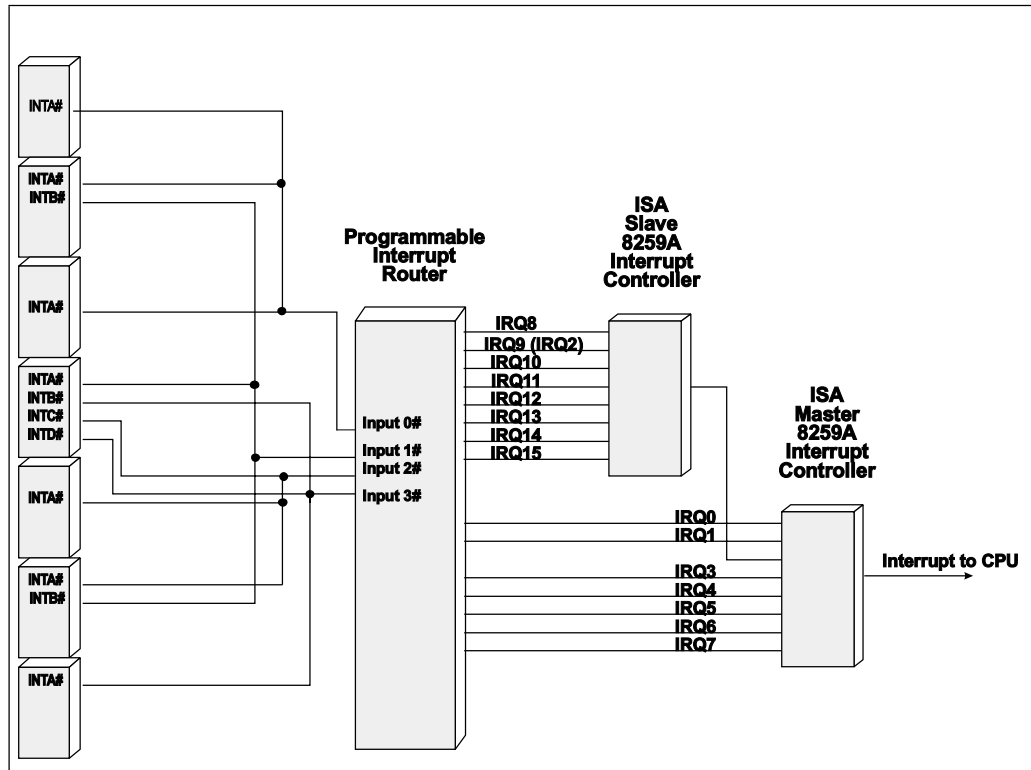 INTA#
INTA#
INTB#
INTA#
INTA#
INTB#
INTC#
INTD#
INTA#
INTA#
INTB#
INTA#
Programmable
Interrupt
Router
Input 0#
Input 1#
Input 2#
Input 3#
ISA
Slave
8259A
Interrupt
Controller
IRQ8
IRQ9 (IRQ2)
IRQ10
IRQ11
IRQ12
IRQ13
IRQ14
IRQ15
ISA
Master
8259A
Interrupt
Controller
IRQ0
IRQ1
IRQ3
IRQ4
IRQ5
IRQ6
IRQ7
Interrupt to CPU